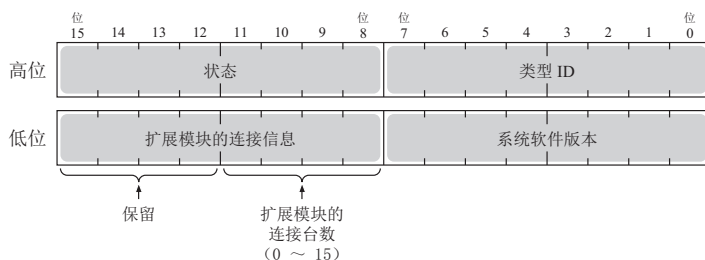 位 位 位 位
15 14 13 12 11 10 9 8 7 6 5 4 3 2 1 0
高位 状态 类型 ID
低位 扩展模块的连接信息 系统软件版本
保留 扩展模块的
连接台数
（0 ～ 15）